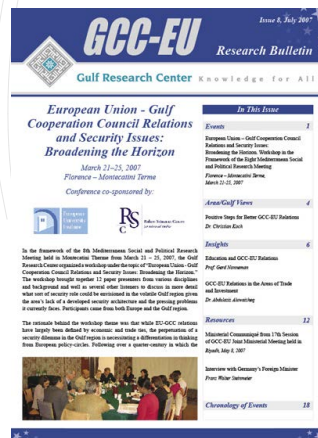 Issue 8, July 2007
GCC-EU
Research Bulletin
Gulf Research Center Knowledge for All
European Union - Gulf
Cooperation Council Relations
and Security Issues:
Broadening the Horizon
March 21–25, 2007
Florence – Montecatini Terme
Conference co-sponsored by:
European
University
Institute
RSC
In the framework of the 8th Mediterranean Social and Political Research
Meeting held in Montecatini Terme from March 21 – 25, 2007, the Gulf
Research Center organized a workshop under the topic of "European Union - Gulf
Cooperation Council Relations and Security Issues: Broadening the Horizon."
The workshop brought together 12 paper presenters from various disciplines
and background and well as several other listeners to discuss in more detail
what sort of security role could be envisioned in the volatile Gulf region given
the area's lack of a developed security architecture and the pressing problems
it currently faces. Participants came from both Europe and the Gulf region.
The rationale behind the workshop theme was that while EU-GCC relations
have largely been defined by economic and trade ties, the perpetuation of a
security dilemma in the Gulf region is necessitating a differentiation in thinking
from European policy-circles. Following over a quarter-century in which the
In This Issue
Events 1
European Union – Gulf Cooperation Council
Relations and Security Issues:
Broadening the Horizon, Workshop in the
Framework of the Eight Mediterranean Social
and Political Research Meeting
Florence – Montecatini Terme,
March 21-25, 2007
Area/Gulf Views 4
Positive Steps for Better GCC-EU Relations
Dr. Christian Koch
Insights 6
Education and GCC-EU Relations
Prof. Gerd Nonneman
GCC-EU Relations in the Areas of Trade
and Investment
Dr. Abdulaziz Aluwaisheg
Resources 12
Ministerial Communiqué from 17th Session
of GCC-EU Joint Ministerial Meeting held in
Riyadh, May 8, 2007
Interview with Germany's Foreign Minister
Franz Walter Steinmeier
Chronology of Events 18